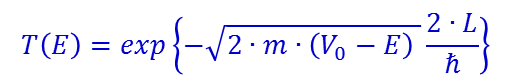 T(E) = exp {-√(2 · m · (V₀ - E)) (2 · L)/ħ}